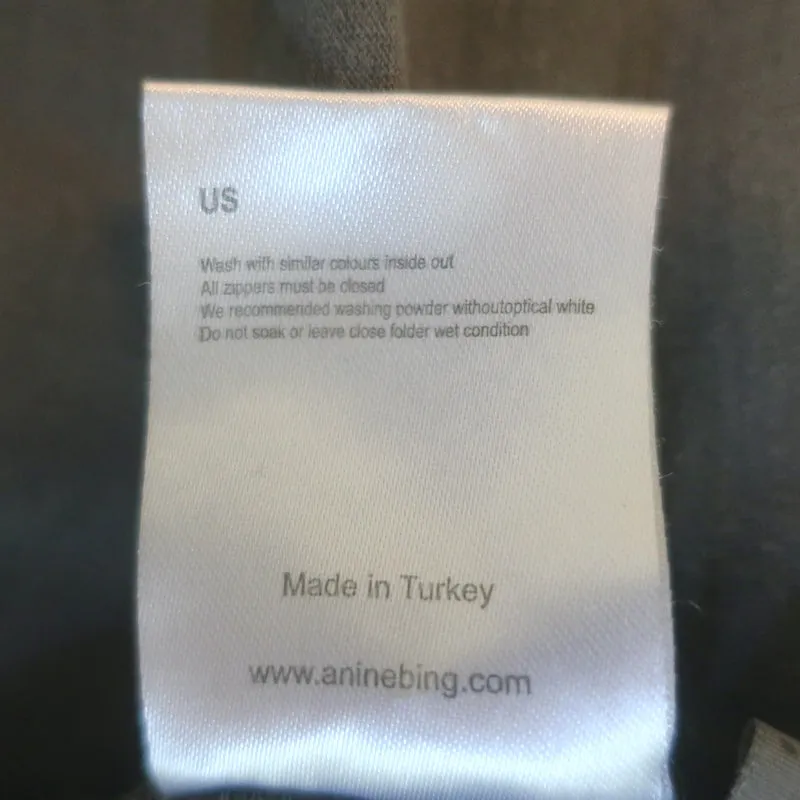 US
Wash with similar colours inside out
All zippers must be closed
We recommended washing powder withoutoptical white
Do not soak or leave close folder wet condition
Made in Turkey
www.aninebing.com